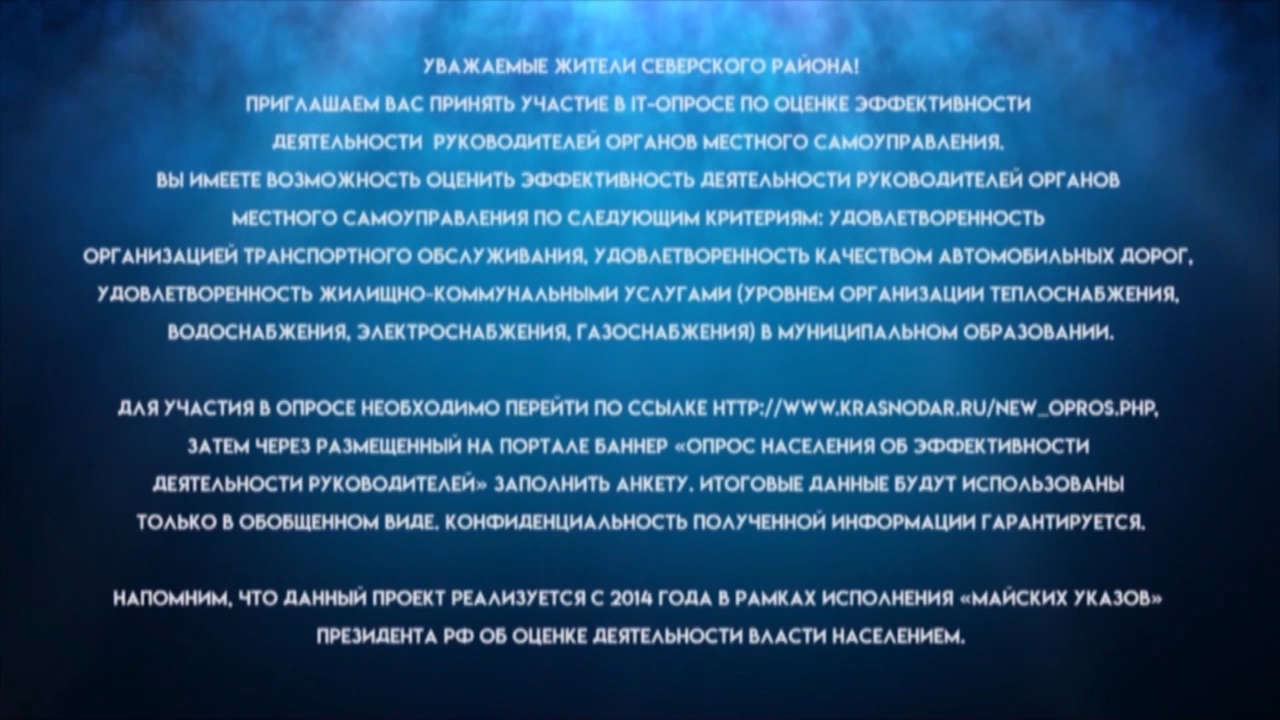 УВАЖАЕМЫЕ ЖИТЕЛИ СЕВЕРСКОГО РАЙОНА!
ПРИГЛАШАЕМ ВАС ПРИНЯТЬ УЧАСТИЕ В IT-ОПРОСЕ ПО ОЦЕНКЕ ЭФФЕКТИВНОСТИ
ДЕЯТЕЛЬНОСТИ РУКОВОДИТЕЛЕЙ ОРГАНОВ МЕСТНОГО САМОУПРАВЛЕНИЯ.
ВЫ ИМЕЕТЕ ВОЗМОЖНОСТЬ ОЦЕНИТЬ ЭФФЕКТИВНОСТЬ ДЕЯТЕЛЬНОСТИ РУКОВОДИТЕЛЕЙ ОРГАНОВ
МЕСТНОГО САМОУПРАВЛЕНИЯ ПО СЛЕДУЮЩИМ КРИТЕРИЯМ: УДОВЛЕТВОРЕННОСТЬ
ОРГАНИЗАЦИЕЙ ТРАНСПОРТНОГО ОБСЛУЖИВАНИЯ, УДОВЛЕТВОРЕННОСТЬ КАЧЕСТВОМ АВТОМОБИЛЬНЫХ ДОРОГ,
УДОВЛЕТВОРЕННОСТЬ ЖИЛИЩНО-КОММУНАЛЬНЫМИ УСЛУГАМИ (УРОВНЕМ ОРГАНИЗАЦИИ ТЕПЛОСНАБЖЕНИЯ,
ВОДОСНАБЖЕНИЯ, ЭЛЕКТРОСНАБЖЕНИЯ, ГАЗОСНАБЖЕНИЯ) В МУНИЦИПАЛЬНОМ ОБРАЗОВАНИИ.
ДЛЯ УЧАСТИЯ В ОПРОСЕ НЕОБХОДИМО ПЕРЕЙТИ ПО ССЫЛКЕ HTTP://WWW.KRASNODAR.RU/NEW_OPROS.PHP,
ЗАТЕМ ЧЕРЕЗ РАЗМЕЩЕННЫЙ НА ПОРТАЛЕ БАННЕР «ОПРОС НАСЕЛЕНИЯ ОБ ЭФФЕКТИВНОСТИ
ДЕЯТЕЛЬНОСТИ РУКОВОДИТЕЛЕЙ» ЗАПОЛНИТЬ АНКЕТУ. ИТОГОВЫЕ ДАННЫЕ БУДУТ ИСПОЛЬЗОВАНЫ
ТОЛЬКО В ОБОБЩЕННОМ ВИДЕ. КОНФИДЕНЦИАЛЬНОСТЬ ПОЛУЧЕННОЙ ИНФОРМАЦИИ ГАРАНТИРУЕТСЯ.
НАПОМНИМ, ЧТО ДАННЫЙ ПРОЕКТ РЕАЛИЗУЕТСЯ С 2014 ГОДА В РАМКАХ ИСПОЛНЕНИЯ «МАЙСКИХ УКАЗОВ»
ПРЕЗИДЕНТА РФ ОБ ОЦЕНКЕ ДЕЯТЕЛЬНОСТИ ВЛАСТИ НАСЕЛЕНИЕМ.